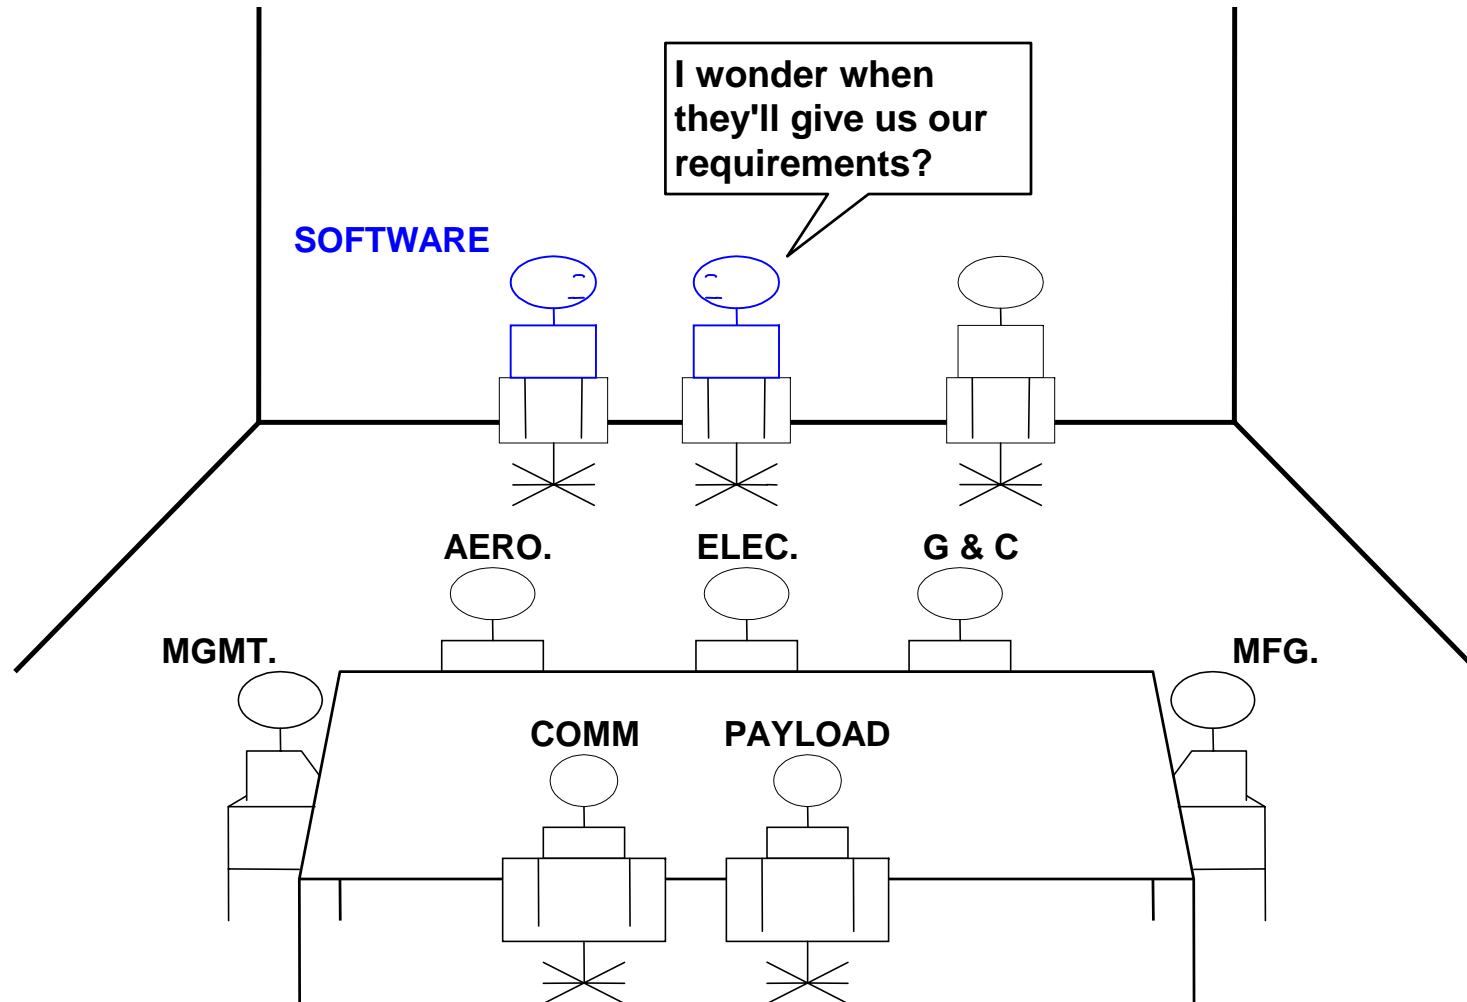 I wonder when
they'll give us our
requirements?
SOFTWARE
AERO.
ELEC.
G & C
MGMT.
MFG.
COMM
PAYLOAD